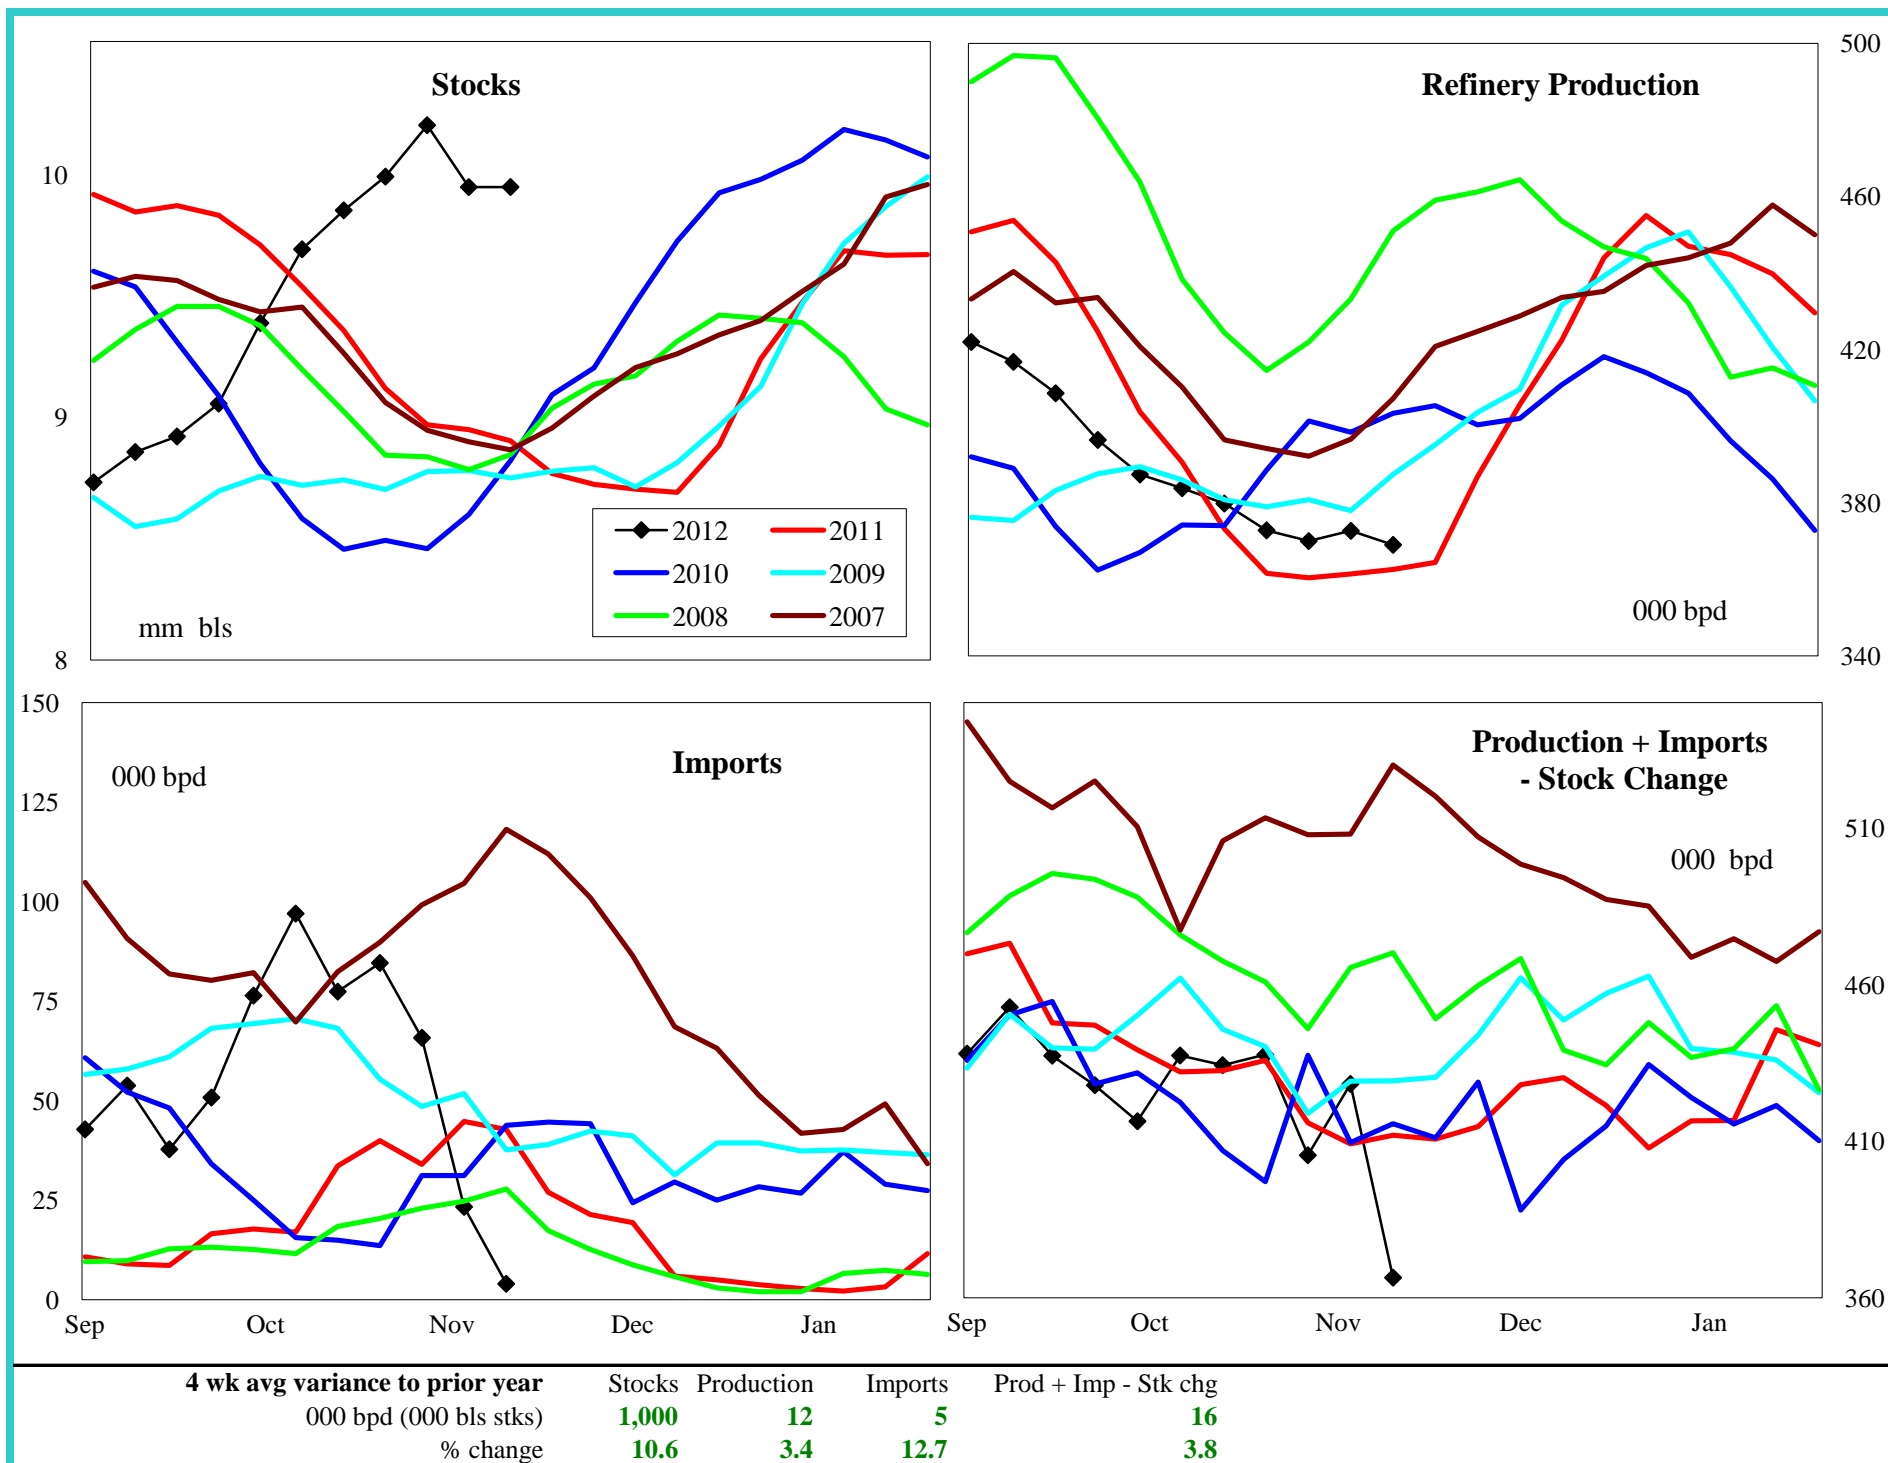 Stocks
10
9
8
mm bls
2012
2011
2010
2009
2008
2007
Refinery Production
500
460
420
380
340
000 bpd
150
125
100
75
50
25
0
000 bpd
Imports
Sep Oct Nov Dec Jan
Production + Imports
- Stock Change
000 bpd
510
460
410
360
Sep Oct Nov Dec Jan
4 wk avg variance to prior year Stocks Production Imports Prod + Imp - Stk chg
000 bpd (000 bls stks) 1,000 12 5 16
% change 10.6 3.4 12.7 3.8